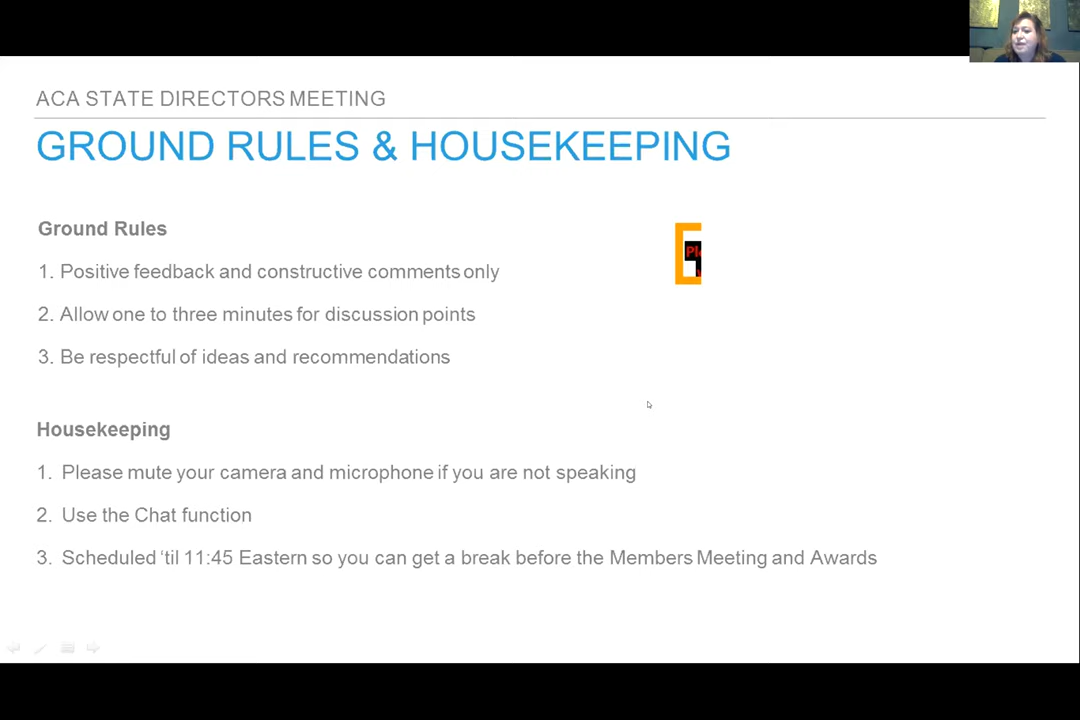 ACA STATE DIRECTORS MEETING
GROUND RULES & HOUSEKEEPING
Ground Rules
1. Positive feedback and constructive comments only
2. Allow one to three minutes for discussion points
3. Be respectful of ideas and recommendations
Housekeeping
1. Please mute your camera and microphone if you are not speaking
2. Use the Chat function
3. Scheduled ‘til 11:45 Eastern so you can get a break before the Members Meeting and Awards